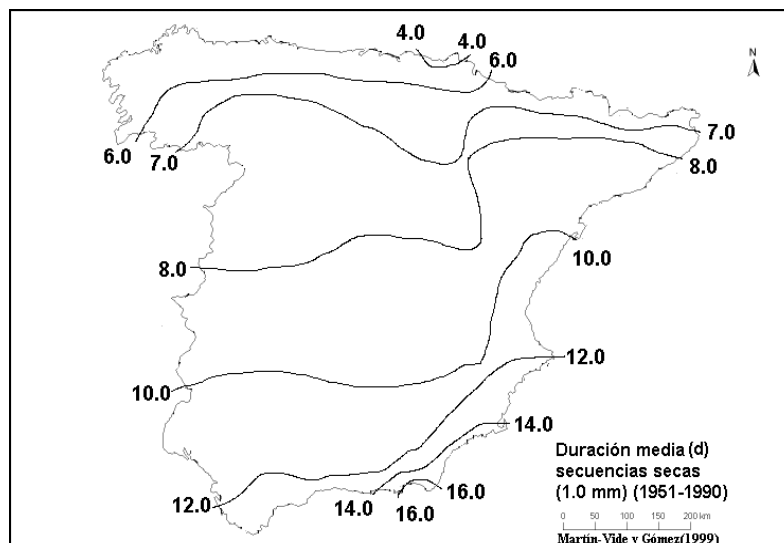 4.0
4.0
6.0
N
6.0
7.0
7.0
8.0
8.0
10.0
10.0
12.0
14.0
12.0
14.0
16.0
16.0
Duración media (d)
secuencias secas
(1.0 mm) (1951-1990)
0 50 100 150 200 km
Martín-Vide y Gómez(1999)